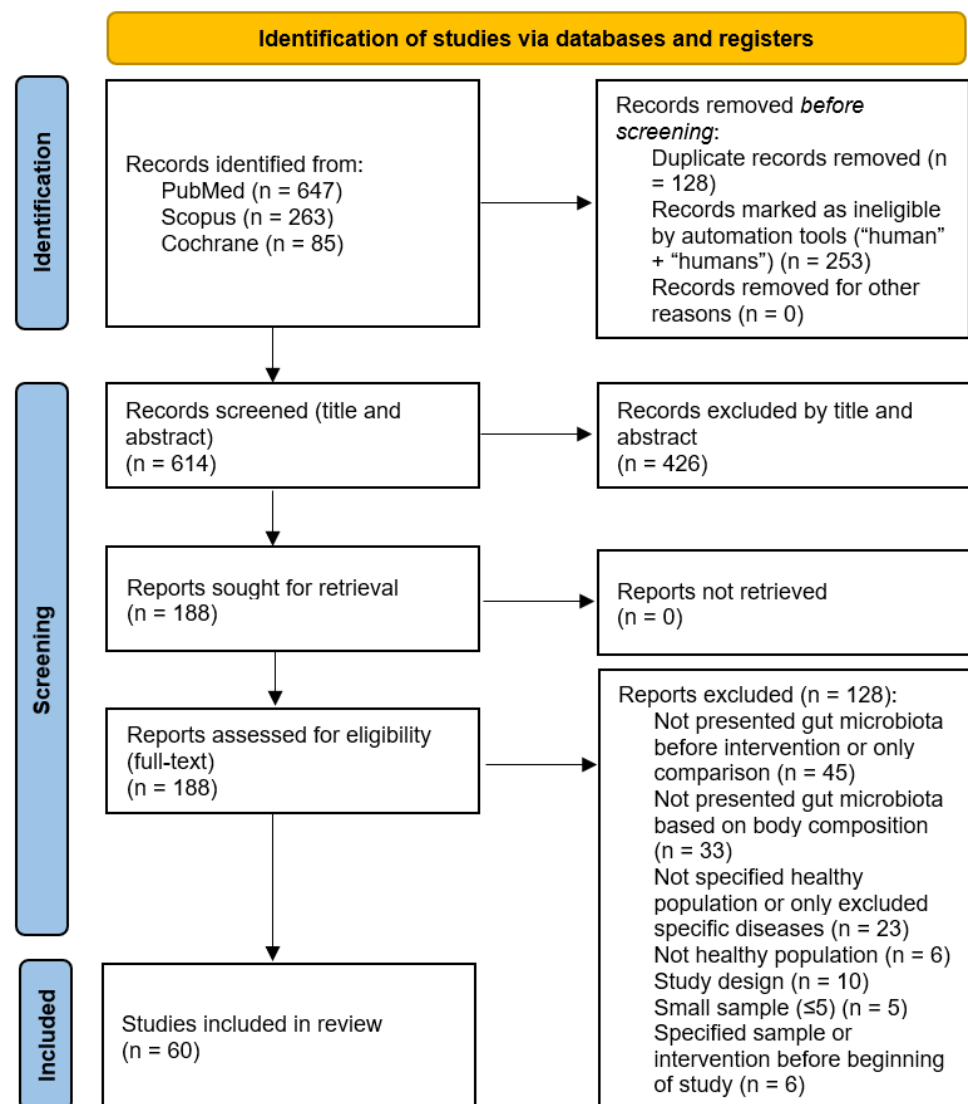 Identification of studies via databases and registers
Identification
Records identified from:
PubMed (n = 647)
Scopus (n = 263)
Cochrane (n = 85)
Records removed before
screening:
Duplicate records removed (n
= 128)
Records marked as ineligible
by automation tools (“human”
+ “humans”) (n = 253)
Records removed for other
reasons (n = 0)
Screening
Records screened (title and
abstract)
(n = 614)
Records excluded by title and
abstract
(n = 426)
Reports sought for retrieval
(n = 188)
Reports not retrieved
(n = 0)
Reports assessed for eligibility
(full-text)
(n = 188)
Reports excluded (n = 128):
Not presented gut microbiota
before intervention or only
comparison (n = 45)
Not presented gut microbiota
based on body composition
(n = 33)
Not specified healthy
population or only excluded
specific diseases (n = 23)
Not healthy population (n = 6)
Study design (n = 10)
Small sample (≤5) (n = 5)
Specified sample or
intervention before beginning
of study (n = 6)
Included
Studies included in review
(n = 60)